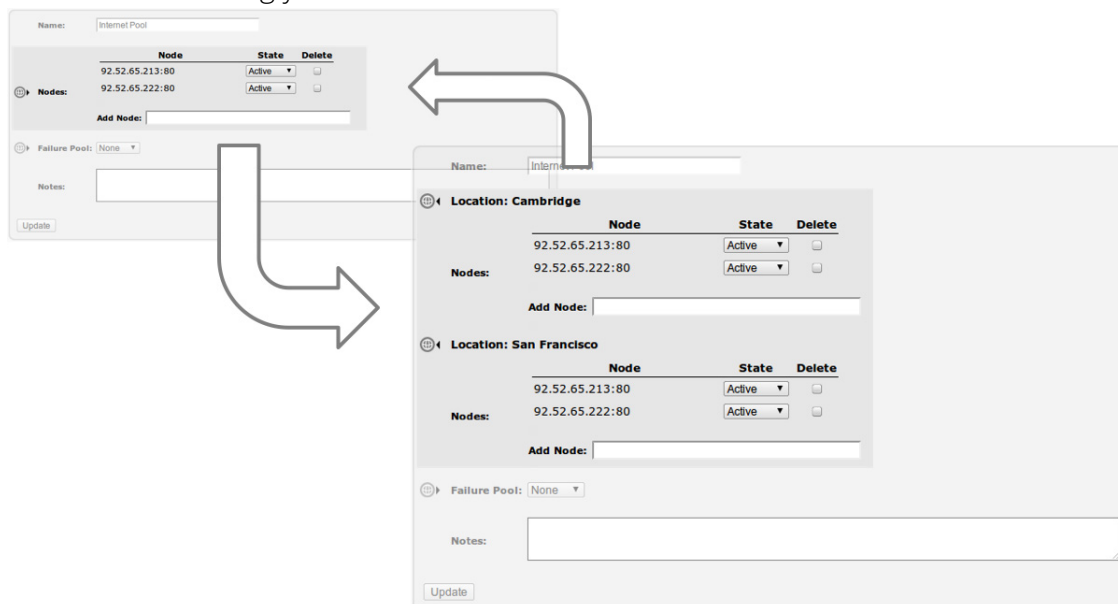 Name: Internet Pool
Node State Delete
92.52.65.213:80 Active
Nodes: 92.52.65.222:80 Active
Add Node:
Failure Pool: None
Notes:
Update
Name:
Location: Cambridge
Node State Delete
92.52.65.213:80 Active
Nodes: 92.52.65.222:80 Active
Add Node:
Location: San Francisco
Node State Delete
92.52.65.213:80 Active
Nodes: 92.52.65.222:80 Active
Add Node:
Failure Pool: None
Notes:
Update